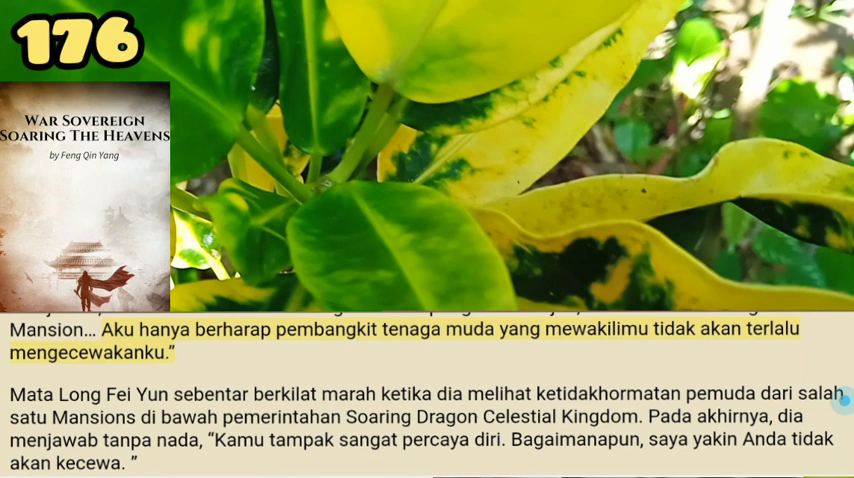 176
WAR SOVEREIGN
SOARING THE HEAVENS
by Feng Qin Yang
Mansion... Aku hanya berharap pembangkit tenaga muda yang mewakilimu tidak akan terlalu
mengecewakanku.”
Mata Long Fei Yun sebentar berkilat marah ketika dia melihat ketidakhormatan pemuda dari salah
satu Mansions di bawah pemerintahan Soaring Dragon Celestial Kingdom. Pada akhirnya, dia
menjawab tanpa nada, “Kamu tampak sangat percaya diri. Bagaimanapun, saya yakin Anda tidak
akan kecewa. ”